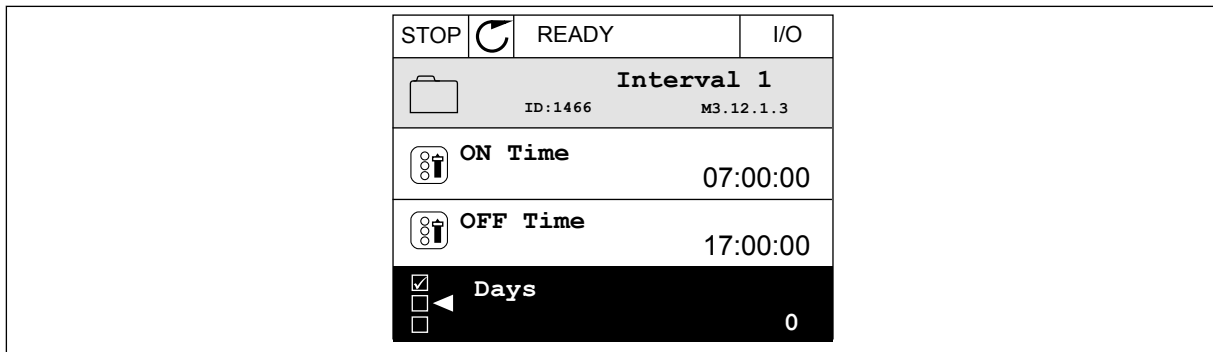 STOP READY I/O
Interval 1
ID:1466 M3.12.1.3
ON Time
07:00:00
OFF Time
17:00:00
Days
0